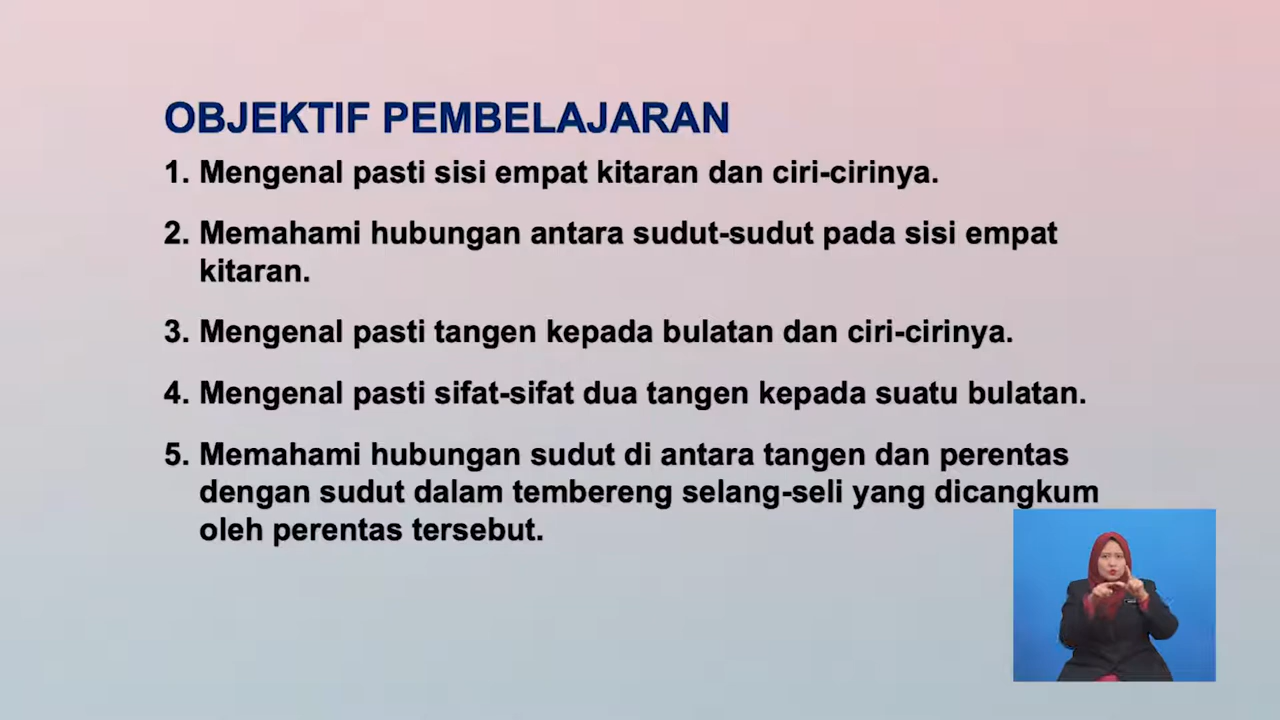 OBJEKTIF PEMBELAJARAN
1. Mengenal pasti sisi empat kitaran dan ciri-cirinya.
2. Memahami hubungan antara sudut-sudut pada sisi empat
kitaran.
3. Mengenal pasti tangen kepada bulatan dan ciri-cirinya.
4. Mengenal pasti sifat-sifat dua tangen kepada suatu bulatan.
5. Memahami hubungan sudut di antara tangen dan perentas
dengan sudut dalam tembereng selang-seli yang dicangkum
oleh perentas tersebut.